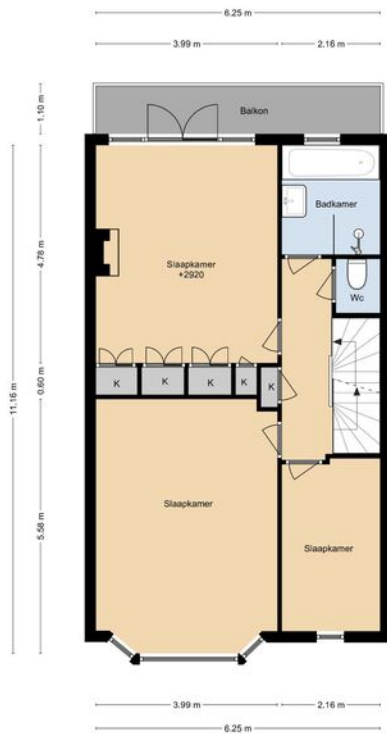 6.25 m
3.99 m
2.16 m
1.10 m
Balkon
Badkamer
4.78 m
Slaapkamer
+2920
Wc
11.16 m
0.60 m
K
K
K
K
K
5.58 m
Slaapkamer
Slaapkamer
3.99 m
2.16 m
6.25 m